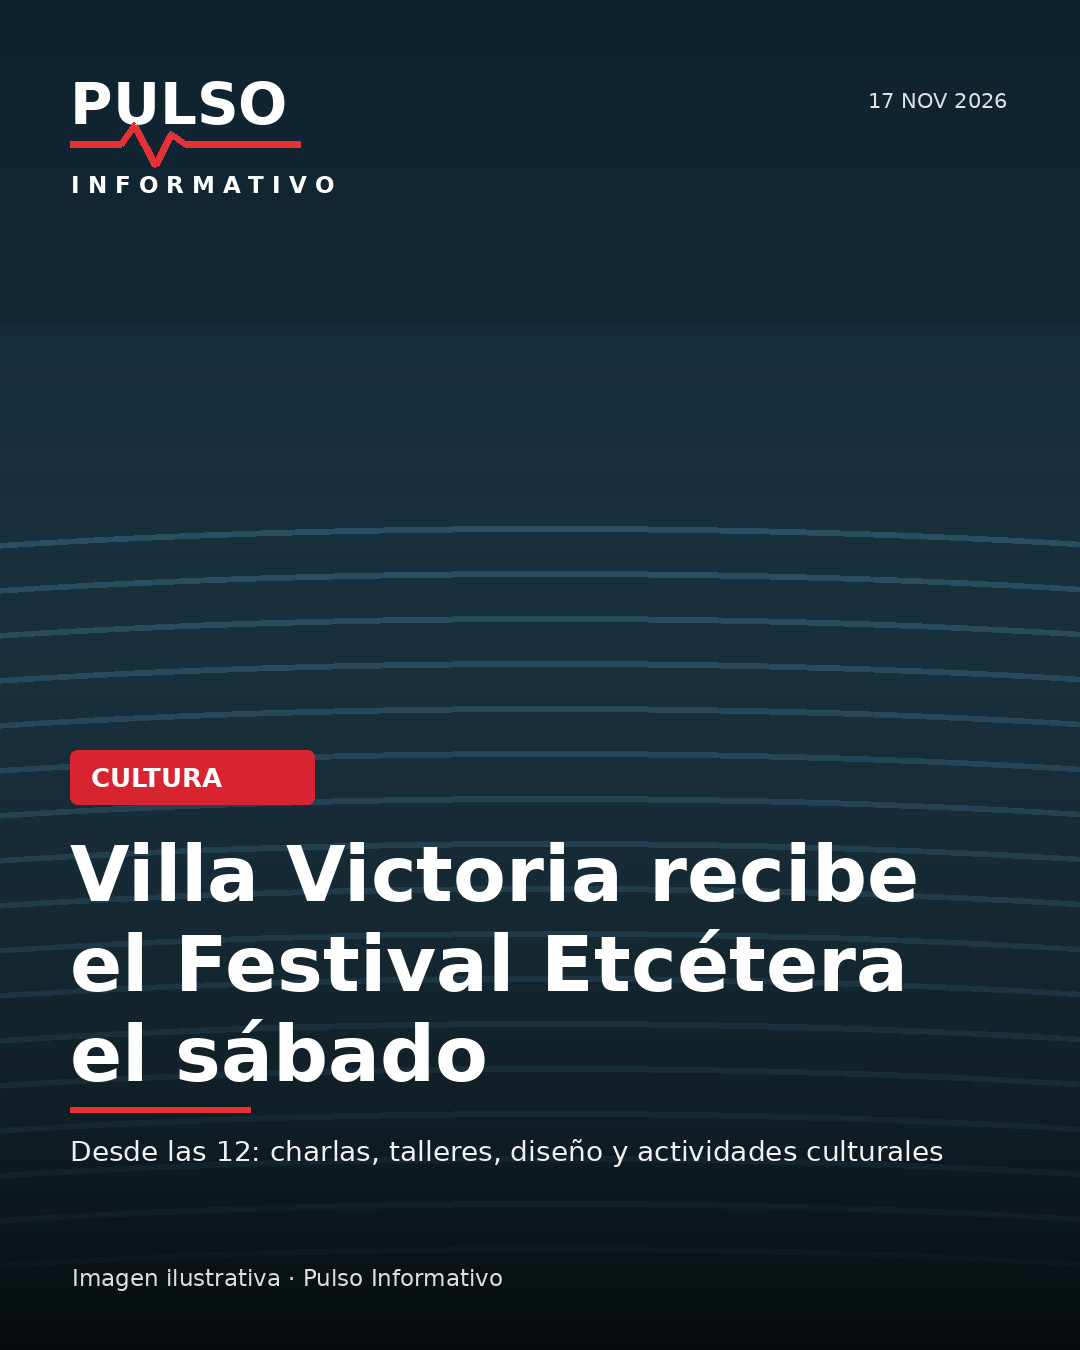 PULSO
INFORMATIVO
17 NOV 2026
CULTURA
Villa Victoria recibe
el Festival Etcétera
el sábado
Desde las 12: charlas, talleres, diseño y actividades culturales
Imagen ilustrativa · Pulso Informativo